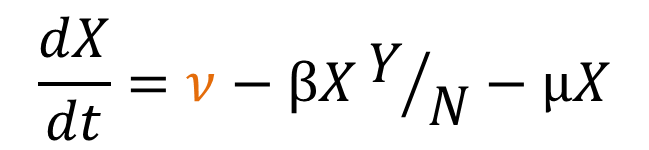 dX/dt = ν − βX Y/N − μX